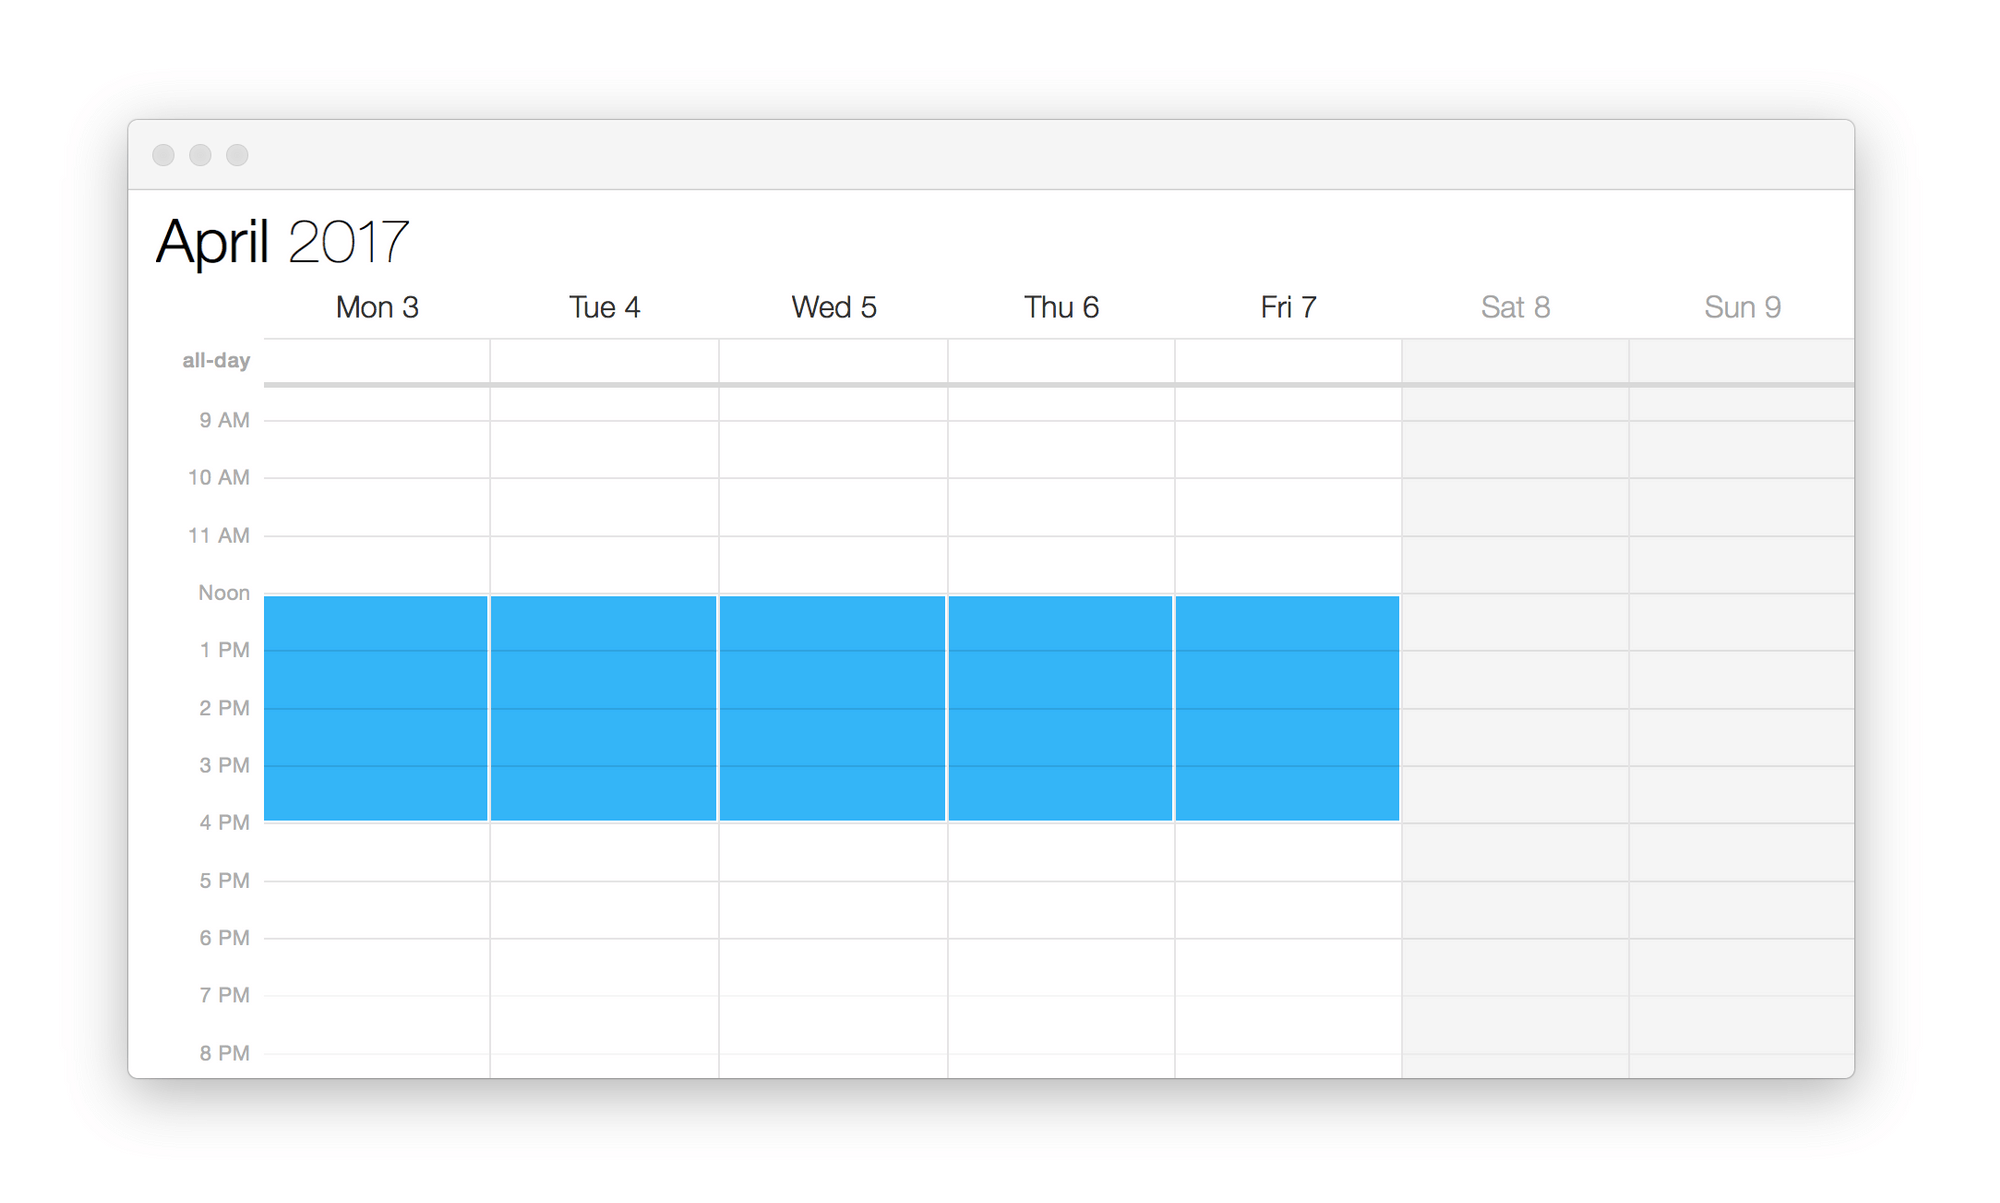 April 2017
Mon 3 Tue 4 Wed 5 Thu 6 Fri 7 Sat 8 Sun 9
all-day
9 AM
10 AM
11 AM
Noon
1 PM
2 PM
3 PM
4 PM
5 PM
6 PM
7 PM
8 PM